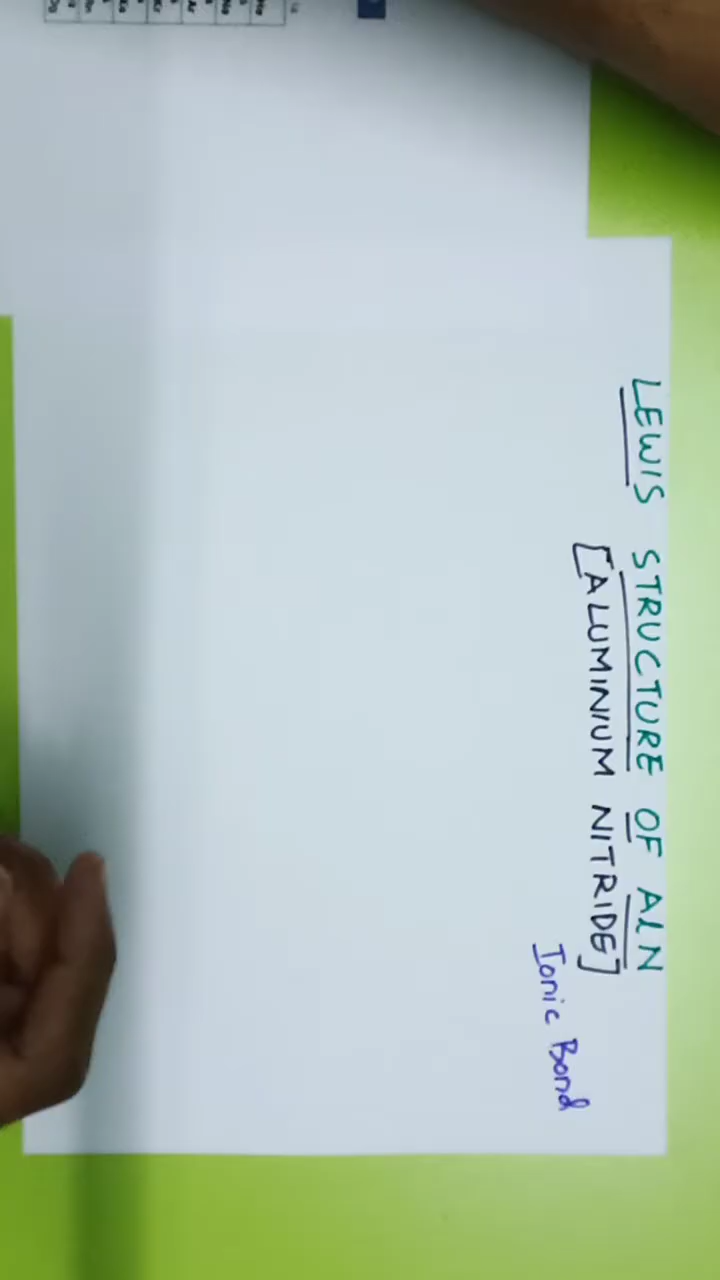 LEWIS STRUCTURE OF ALN
[ALUMINIUM NITRIDE]
Ionic Bond